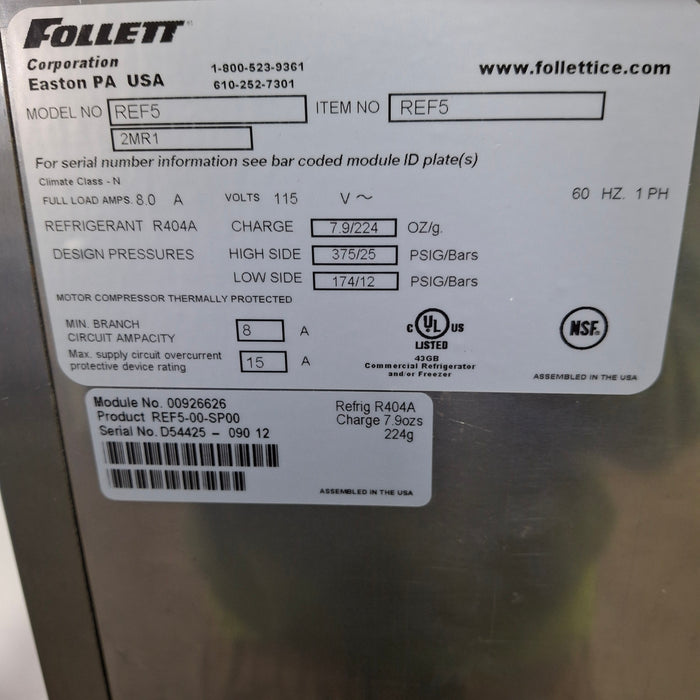 FOLLETT
Corporation
Easton PA USA
1-800-523-9361
610-252-7301
www.follettice.com
MODEL NO REF5 ITEM NO REF5
2MR1
For serial number information see bar coded module ID plate(s)
Climate Class - N
FULL LOAD AMPS. 8.0 A VOLTS 115 V ~ 60 HZ. 1 PH
REFRIGERANT R404A CHARGE 7.9/224 OZ/g.
DESIGN PRESSURES HIGH SIDE 375/25 PSIG/Bars
LOW SIDE 174/12 PSIG/Bars
MOTOR COMPRESSOR THERMALLY PROTECTED
MIN. BRANCH
CIRCUIT AMPACITY 8 A
Max. supply circuit overcurrent
protective device rating 15 A
C UL US
LISTED
43GB
Commercial Refrigerator
and/or Freezer
NSF.
ASSEMBLED IN THE USA
Module No. 00926626
Product REF5-00-SP00
Serial No. D54425 - 090 12
Refrig R404A
Charge 7.9ozs
224g
ASSEMBLED IN THE USA